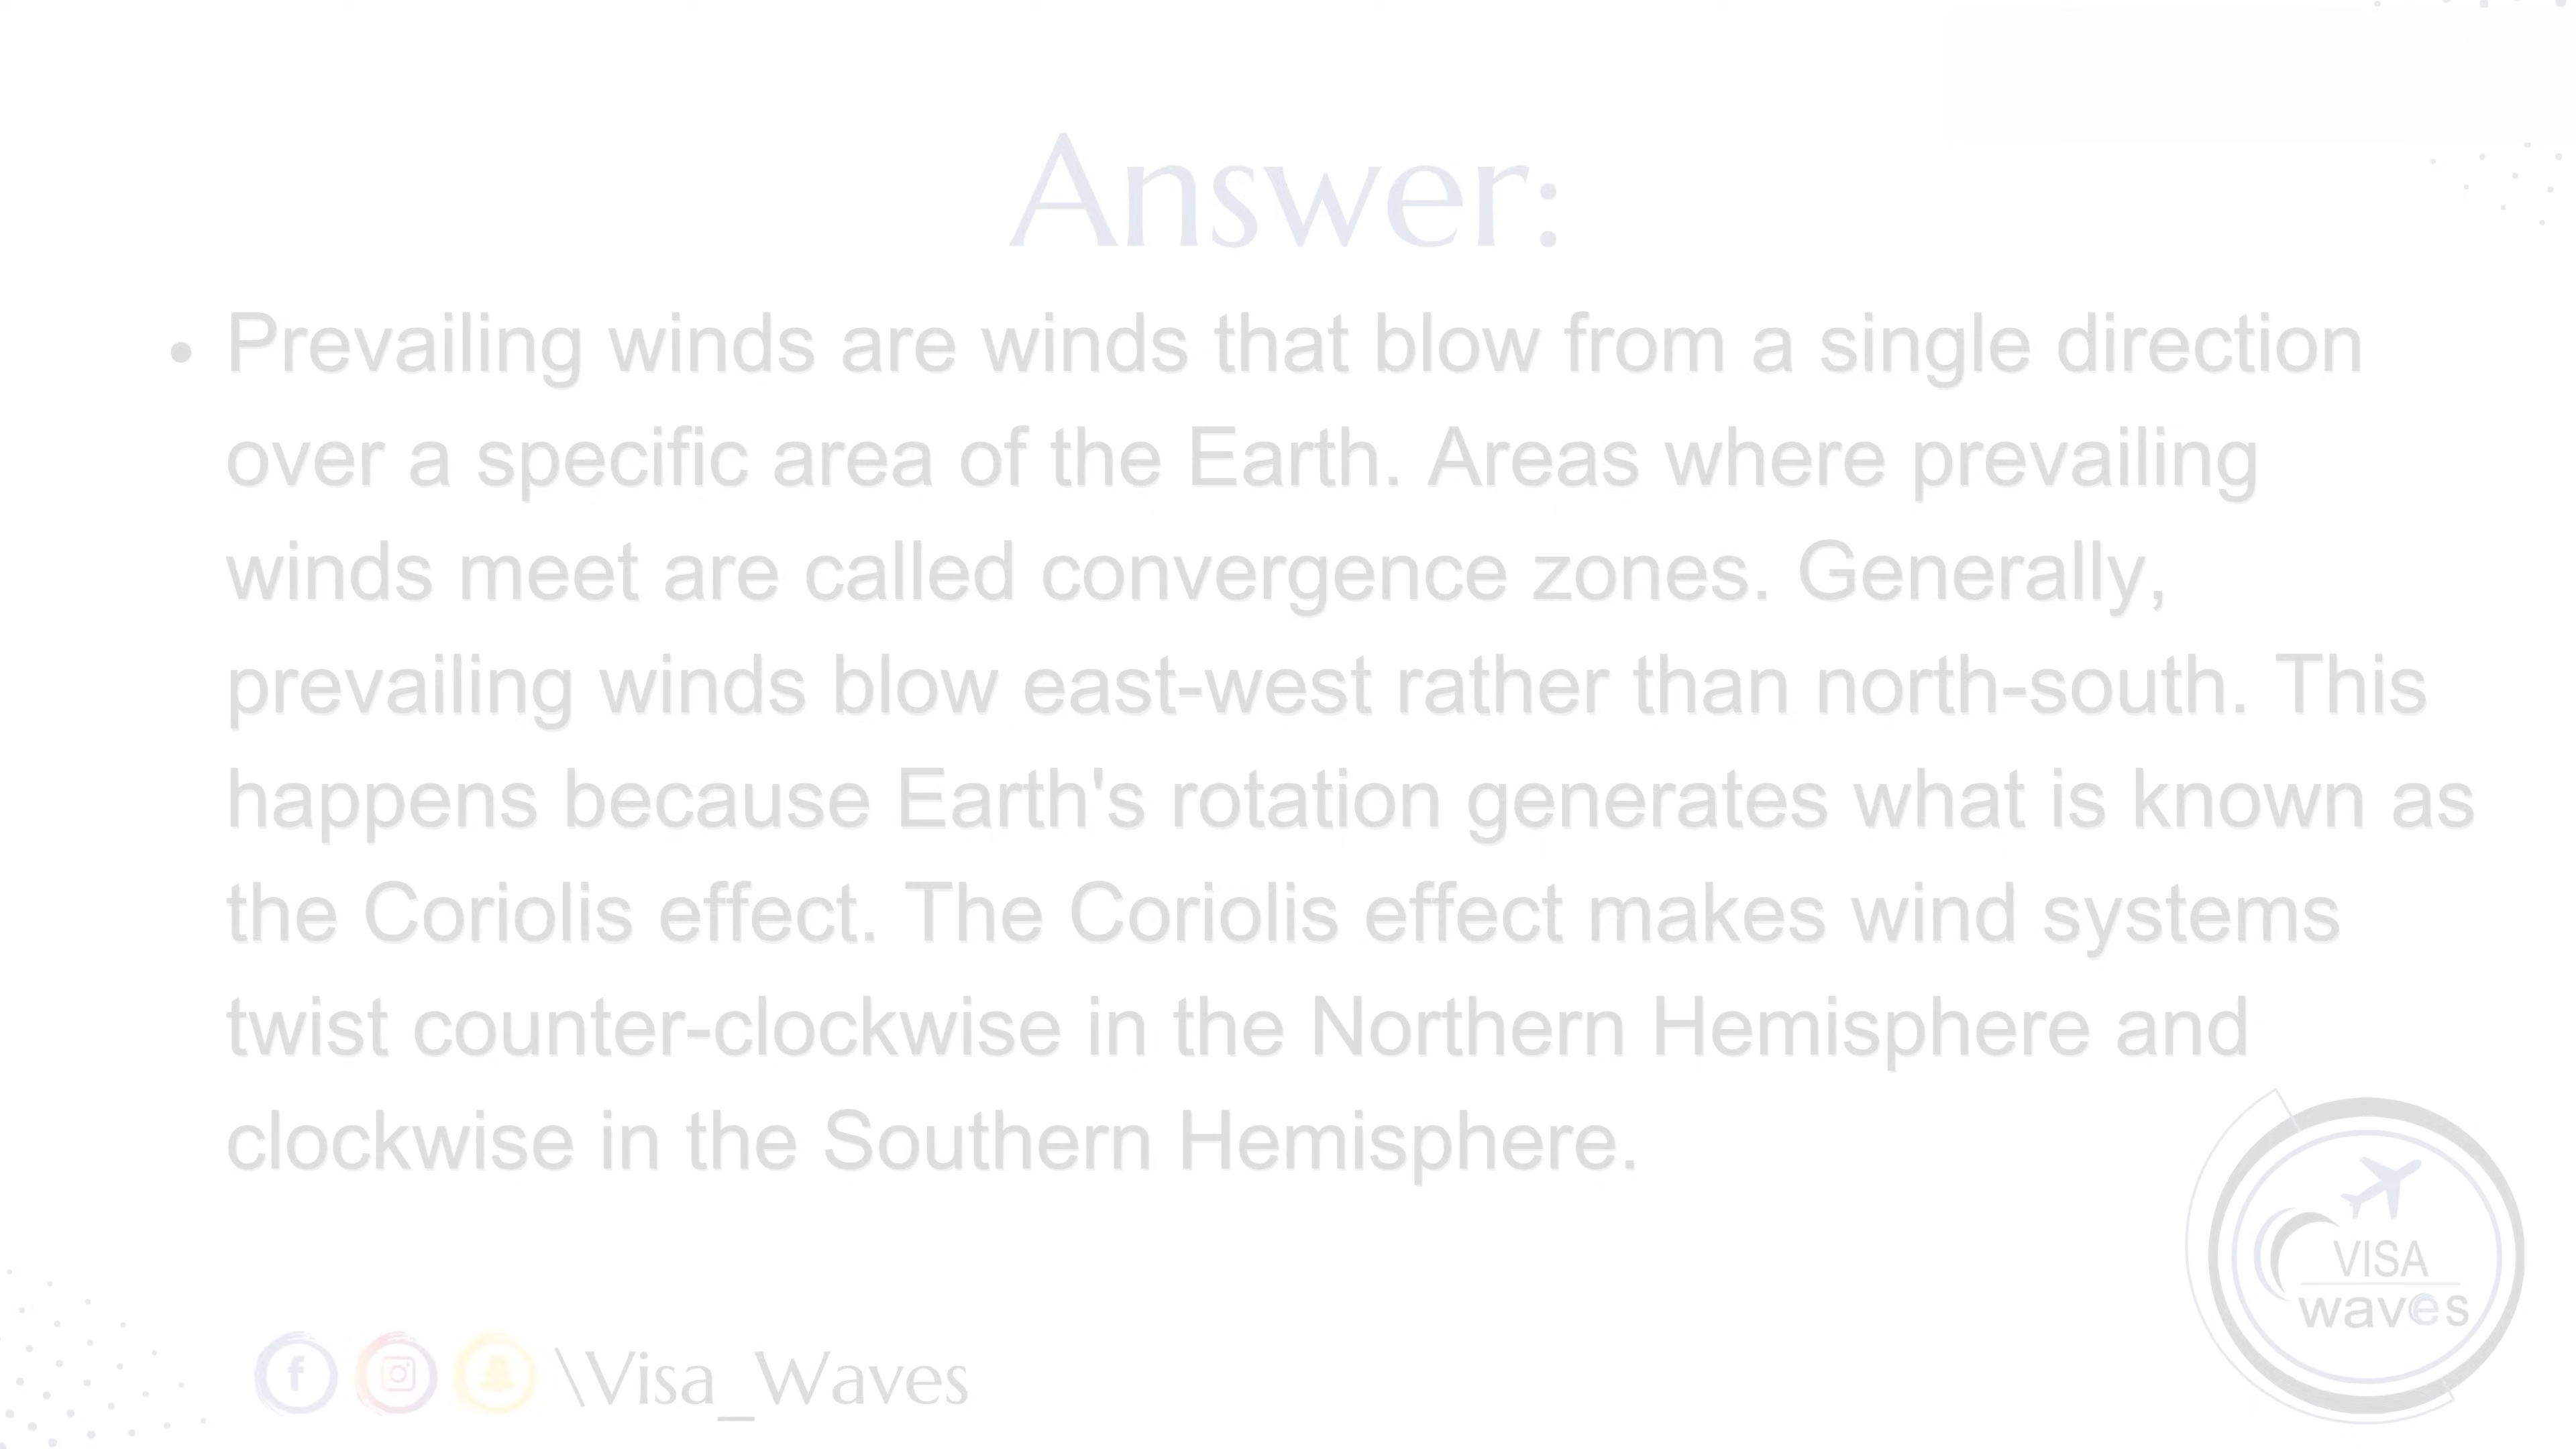 Answer:
• Prevailing winds are winds that blow from a single direction
over a specific area of the Earth. Areas where prevailing
winds meet are called convergence zones. Generally,
prevailing winds blow east-west rather than north-south. This
happens because Earth's rotation generates what is known as
the Coriolis effect. The Coriolis effect makes wind systems
twist counter-clockwise in the Northern Hemisphere and
clockwise in the Southern Hemisphere.
VISA
waves
\Visa_Waves